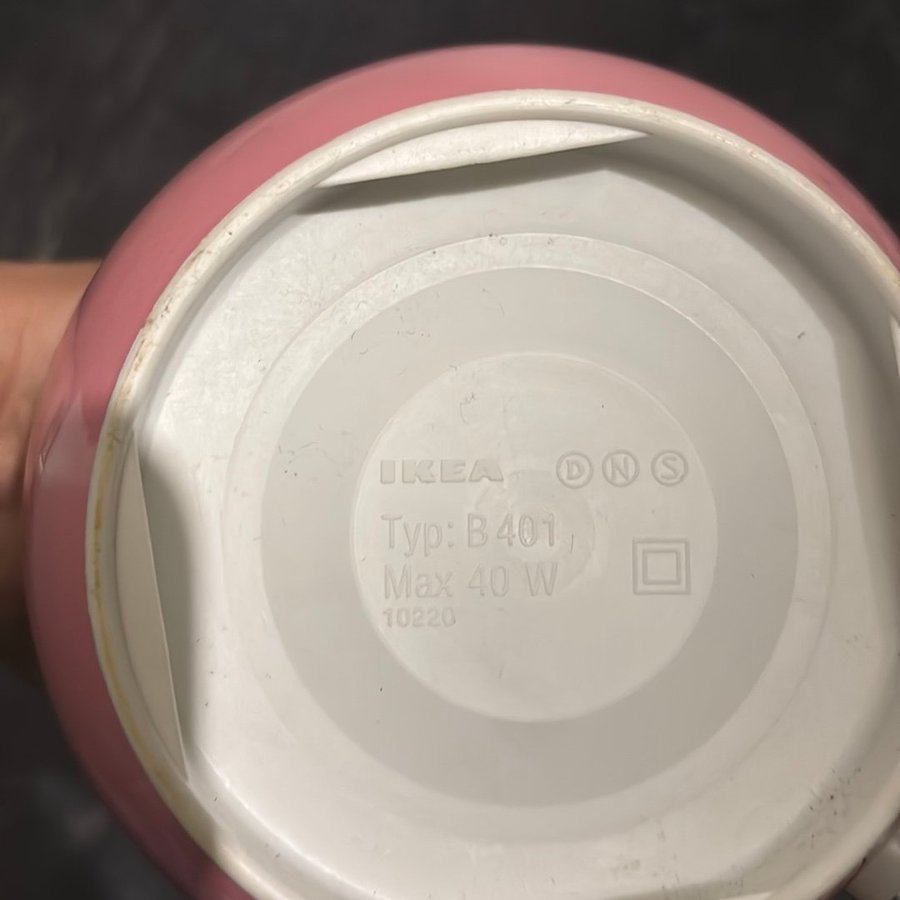 IKEA D N S
Typ: B 401
Max 40 W
10220